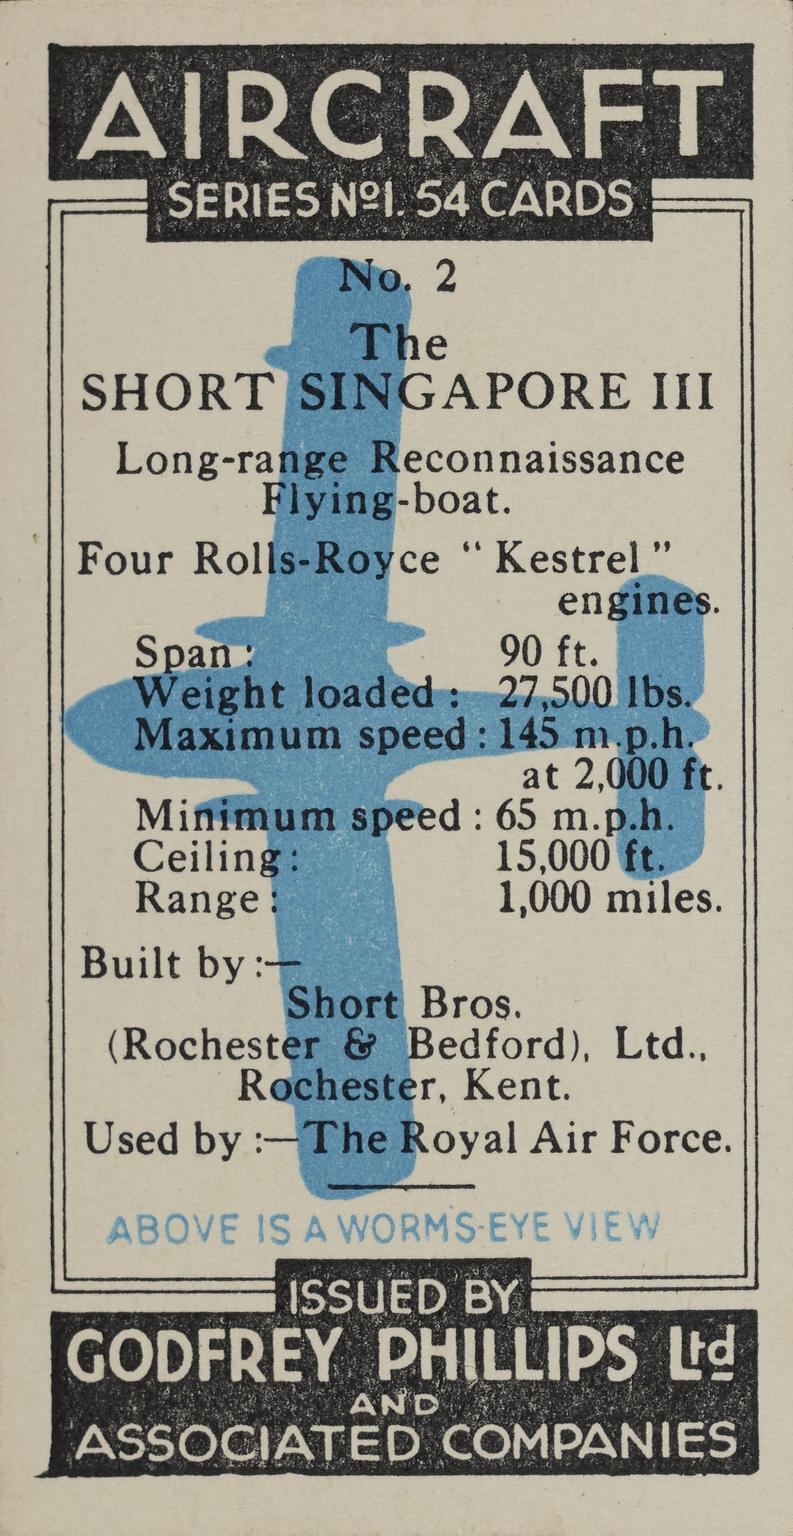 AIRCRAFT
SERIES Nº1. 54 CARDS
No. 2
The
SHORT SINGAPORE III
Long-range Reconnaissance
Flying-boat.
Four Rolls-Royce "Kestrel"
engines.
Span: 90 ft.
Weight loaded: 27,500 lbs.
Maximum speed: 145 m.p.h.
at 2,000 ft.
Minimum speed: 65 m.p.h.
Ceiling: 15,000 ft.
Range: 1,000 miles.
Built by:—
Short Bros.
(Rochester & Bedford), Ltd.,
Rochester, Kent.
Used by:—The Royal Air Force.
ABOVE IS A WORM'S-EYE VIEW
ISSUED BY
GODFREY PHILLIPS Ltd
AND
ASSOCIATED COMPANIES